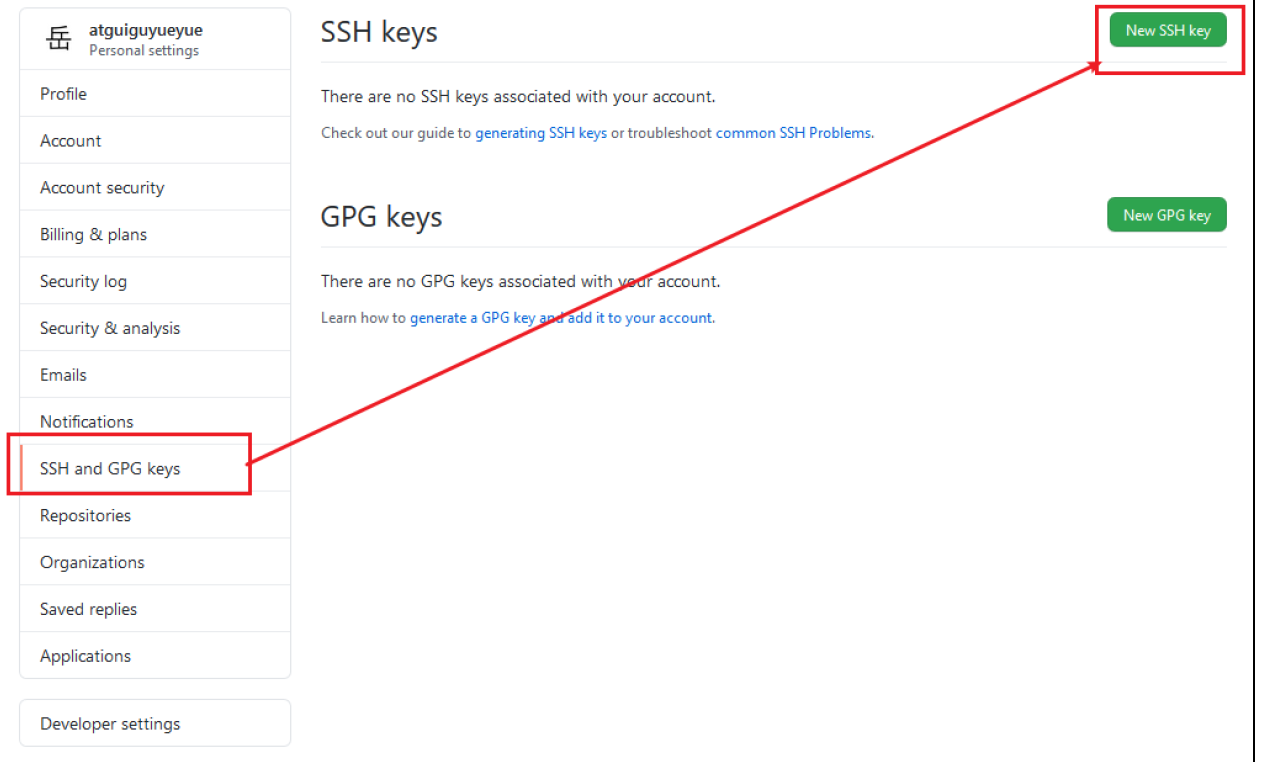 岳
atguiguyueyue
Personal settings
Profile
Account
Account security
Billing & plans
Security log
Security & analysis
Emails
Notifications
SSH and GPG keys
Repositories
Organizations
Saved replies
Applications
Developer settings
SSH keys
New SSH key
There are no SSH keys associated with your account.
Check out our guide to generating SSH keys or troubleshoot common SSH Problems.
GPG keys
New GPG key
There are no GPG keys associated with your account.
Learn how to generate a GPG key and add it to your account.